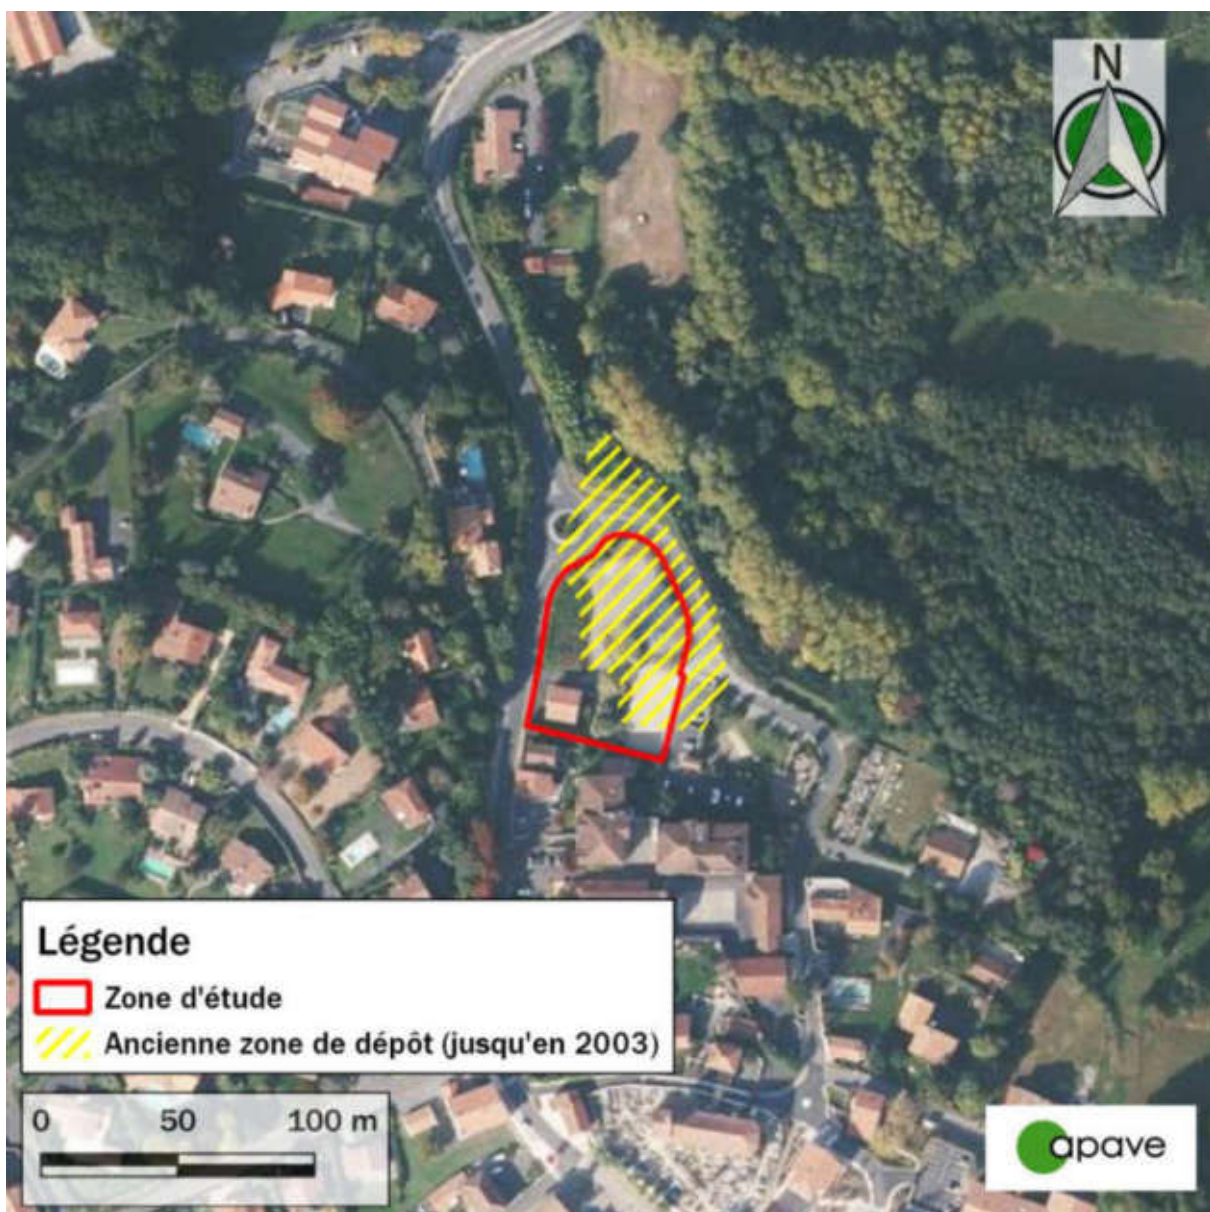 N
Légende
Zone d'étude
Ancienne zone de dépôt (jusqu'en 2003)
0 50 100 m
apave